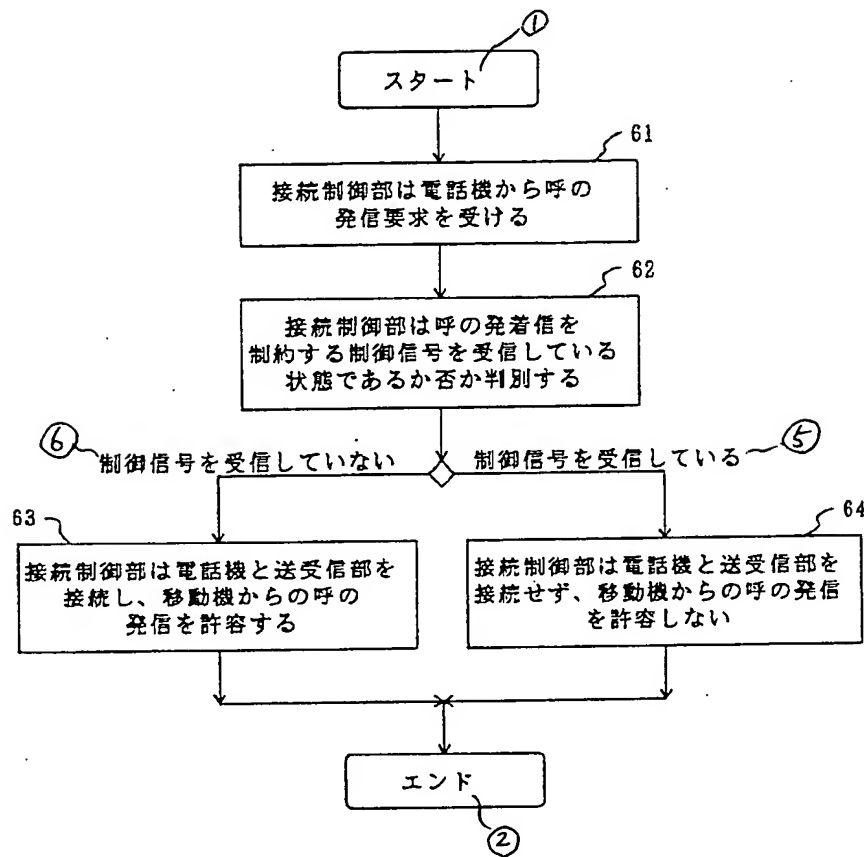 ①
スタート
61
接続制御部は電話機から呼の
発信要求を受ける
62
接続制御部は呼の発着信を
制約する制御信号を受信している
状態であるか否か判別する
⑥ 制御信号を受信していない
制御信号を受信している ⑤
63
接続制御部は電話機と送受信部を
接続し、移動機からの呼の
発信を許容する
64
接続制御部は電話機と送受信部を
接続せず、移動機からの呼の発信
を許容しない
エンド
②